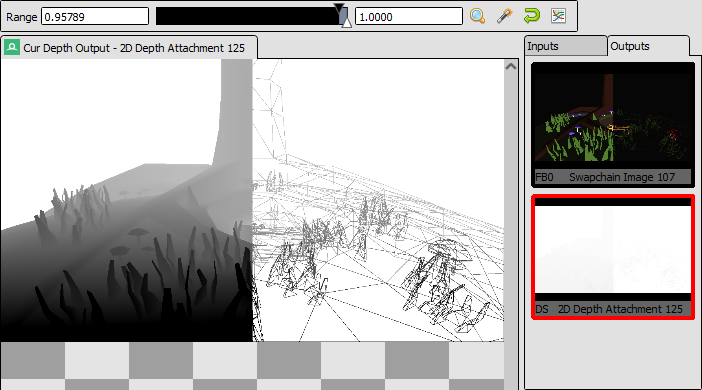 Range 0.95789 1.0000
Cur Depth Output - 2D Depth Attachment 125
Inputs Outputs
FB0 Swapchain Image 107
DS 2D Depth Attachment 125